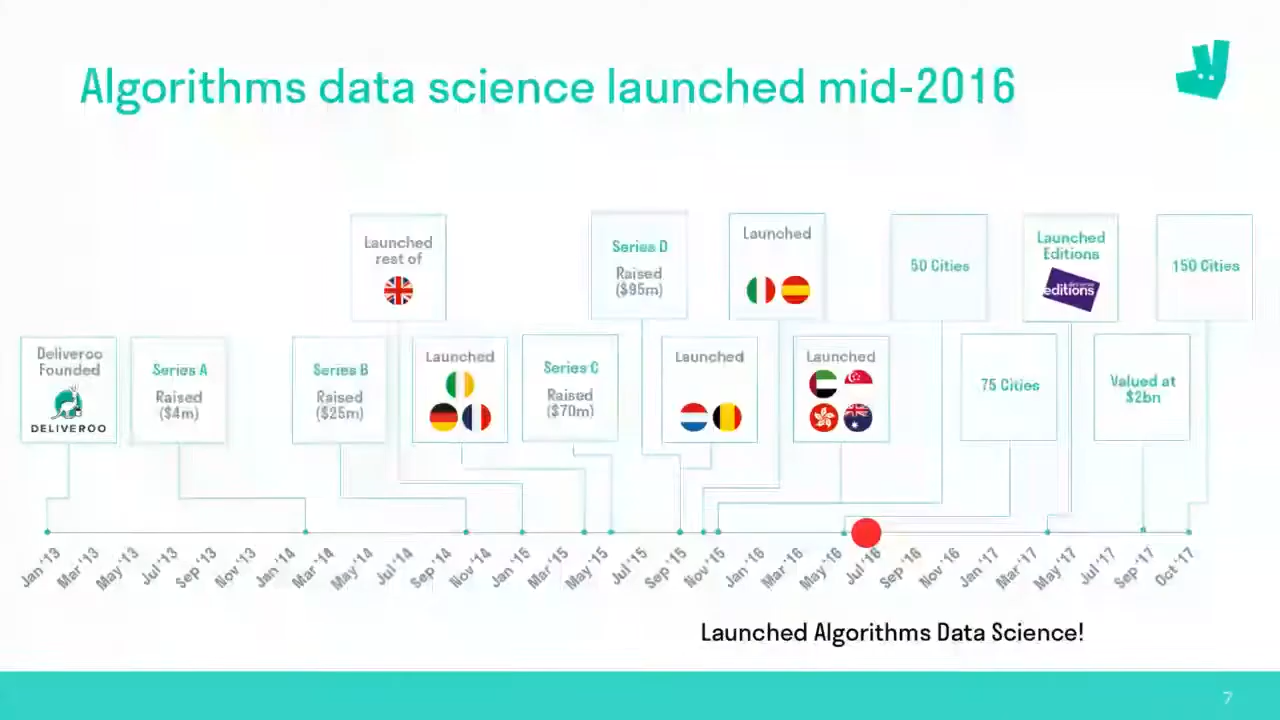 Algorithms data science launched mid-2016
Launched
rest of
Series D
Raised
($95m)
Launched
50 Cities
Launched
Editions
editions
150 Cities
Deliveroo
Founded
DELIVEROO
Series A
Raised
($4m)
Series B
Raised
($25m)
Launched
Series C
Raised
($70m)
Launched
Launched
75 Cities
Valued at
$2bn
Jan '13
Mar '13
May '13
Jul '13
Sep '13
Nov '13
Jan '14
Mar '14
May '14
Jul '14
Sep '14
Nov '14
Jan '15
Mar '15
May '15
Jul '15
Sep '15
Nov '15
Jan '16
Mar '16
May '16
Jul '16
Sep '16
Nov '16
Jan '17
Mar '17
May '17
Jul '17
Sep '17
Oct '17
Launched Algorithms Data Science!
7